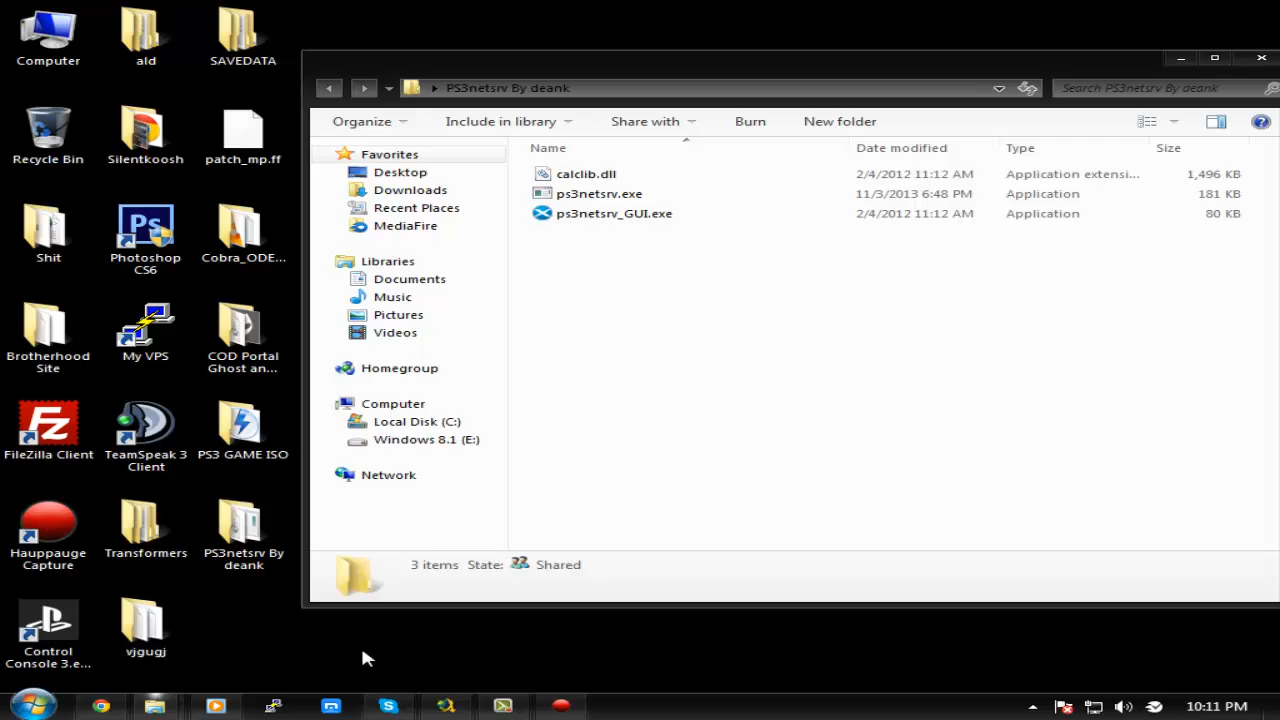 Computer
ald
SAVEDATA
Recycle Bin
Silentkoosh
patch_mp.ff
Shit
Ps
Photoshop
CS6
Cobra_ODE...
Brotherhood
Site
My VPS
COD Portal
Ghost an...
Fz
FileZilla Client
TeamSpeak 3
Client
PS3 GAME ISO
Hauppauge
Capture
Transformers
PS3netsrv By
deank
Control
Console 3.e...
vjgugj
PS3netsrv By deank
Search PS3netsrv By deank
Organize
Include in library
Share with
Burn
New folder
Name
Date modified
Type
Size
Favorites
Desktop
Downloads
Recent Places
MediaFire
Libraries
Documents
Music
Pictures
Videos
Homegroup
Computer
Local Disk (C:)
Windows 8.1 (E:)
Network
calclib.dll 2/4/2012 11:12 AM Application extensi... 1,496 KB
ps3netsrv.exe 11/3/2013 6:48 PM Application 181 KB
ps3netsrv_GUI.exe 2/4/2012 11:12 AM Application 80 KB
3 items State: Shared
10:11 PM